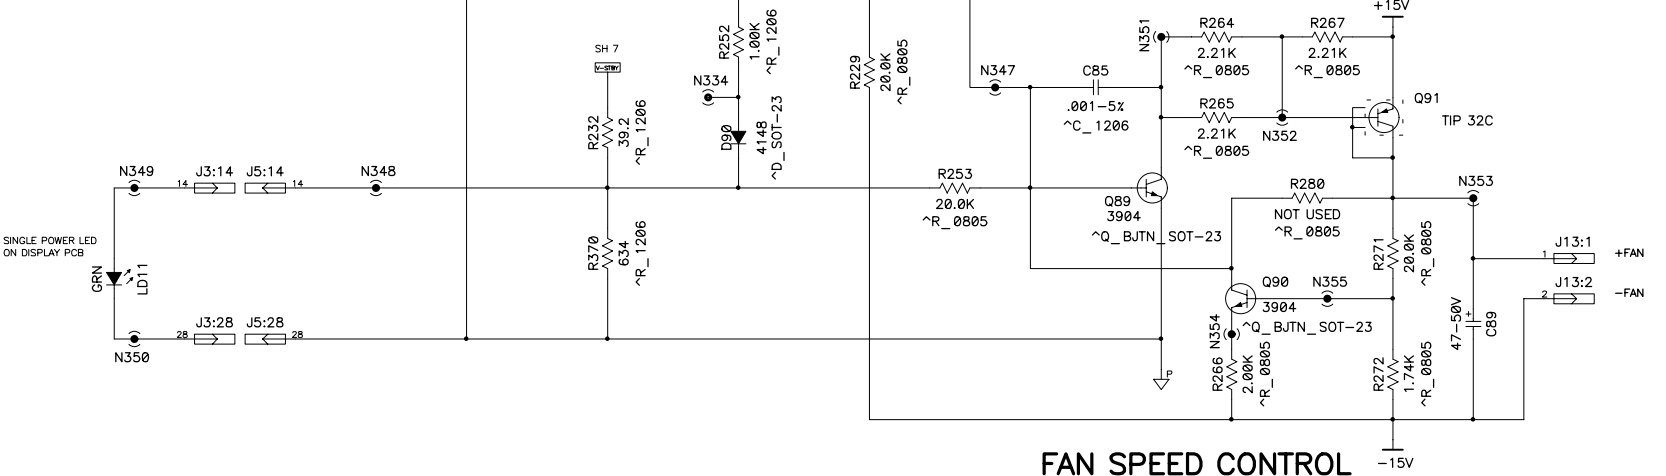 +15V
R264
2.21K
^R_0805
R267
2.21K
^R_0805
N351
R252
1.00K
^R_1206
SH 7
V-STBY
N334
R229
20.0K
^R_0805
N347
C85
.001-5%
^C_1206
R265
2.21K
^R_0805
N352
Q91
TIP 32C
R232
39.2
^R_1206
D90
4148
^D_SOT-23
N349
J3:14
J5:14
14
14
N348
R253
20.0K
^R_0805
Q89
3904
^Q_BJTN_SOT-23
R280
NOT USED
^R_0805
N353
SINGLE POWER LED
ON DISPLAY PCB
GRN
LD11
R370
634
^R_1206
R271
20.0K
^R_0805
J13:1
1
+FAN
J13:2
2
-FAN
Q90
3904
^Q_BJTN_SOT-23
N355
N354
47-50V
+
C89
J3:28
J5:28
28
28
N350
P
R266
2.00K
^R_0805
R272
1.74K
^R_0805
FAN SPEED CONTROL
-15V